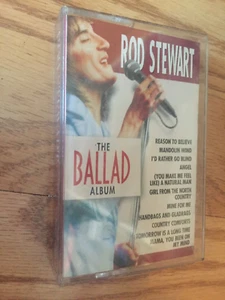 ROD STEWART
THE
BALLAD
ALBUM
REASON TO BELIEVE
MANDOLIN WIND
I'D RATHER GO BLIND
ANGEL
(YOU MAKE ME FEEL
LIKE) A NATURAL MAN
GIRL FROM THE NORTH
COUNTRY
MINE FOR ME
HANDBAGS AND GLADRAGS
COUNTRY COMFORTS
TOMORROW IS A LONG TIME
MAMA, YOU BEEN ON
MY MIND